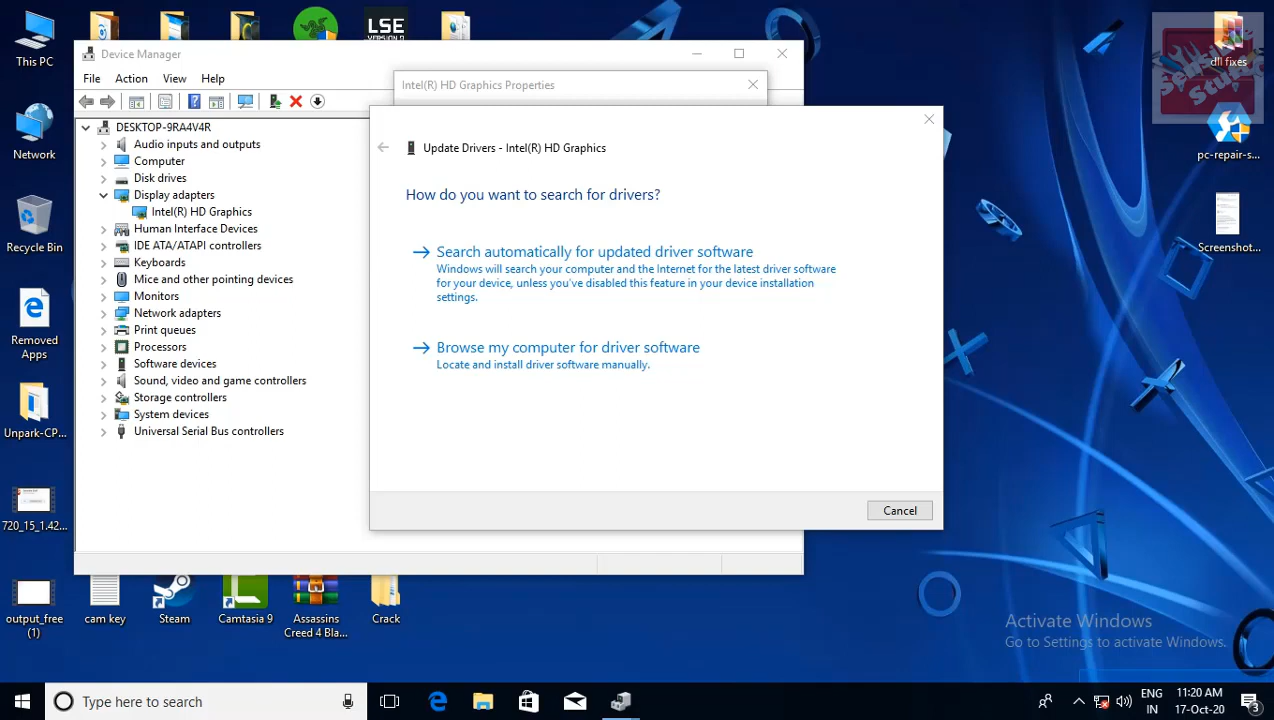 This PC
LSE
VERSION 0
dll fixes
Device Manager
File Action View Help
Intel(R) HD Graphics Properties
DESKTOP-9RA4V4R
Audio inputs and outputs
Computer
Disk drives
Display adapters
Intel(R) HD Graphics
Human Interface Devices
IDE ATA/ATAPI controllers
Keyboards
Mice and other pointing devices
Monitors
Network adapters
Print queues
Processors
Software devices
Sound, video and game controllers
Storage controllers
System devices
Universal Serial Bus controllers
Update Drivers - Intel(R) HD Graphics
How do you want to search for drivers?
Search automatically for updated driver software
Windows will search your computer and the Internet for the latest driver software
for your device, unless you've disabled this feature in your device installation
settings.
Browse my computer for driver software
Locate and install driver software manually.
Cancel
Network
Recycle Bin
Removed
Apps
Unpark-CP...
720_15_1.42...
output_free
(1)
cam key
Steam
Camtasia 9
Assassins
Creed 4 Bla...
Crack
pc-repair-s...
Screenshot...
Activate Windows
Go to Settings to activate Windows.
Type here to search
ENG
IN
11:20 AM
17-Oct-20
3